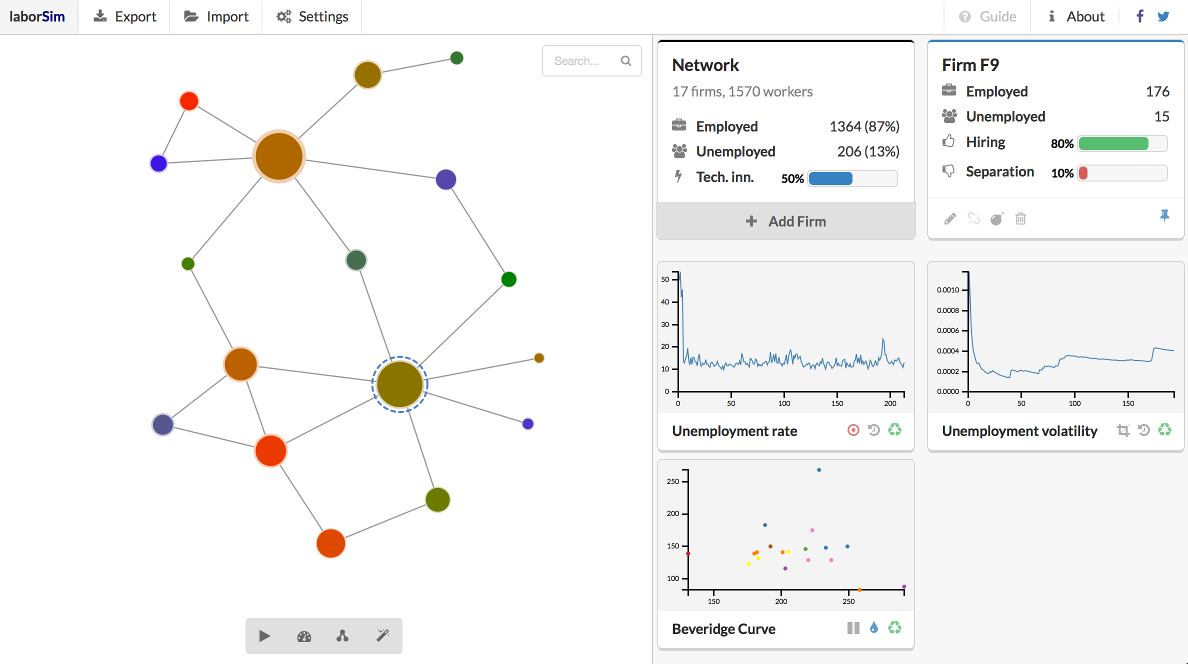 laborSim Export Import Settings Guide About
Search...
Network
17 firms, 1570 workers
Employed 1364 (87%)
Unemployed 206 (13%)
Tech. inn. 50%
Add Firm
Firm F9
Employed 176
Unemployed 15
Hiring 80%
Separation 10%
50
40
30
20
10
0
0 50 100 150 200
Unemployment rate
0.0010
0.0008
0.0006
0.0004
0.0002
0.0000
0 50 100 150
Unemployment volatility
250
200
150
100
150 200 250
Beveridge Curve